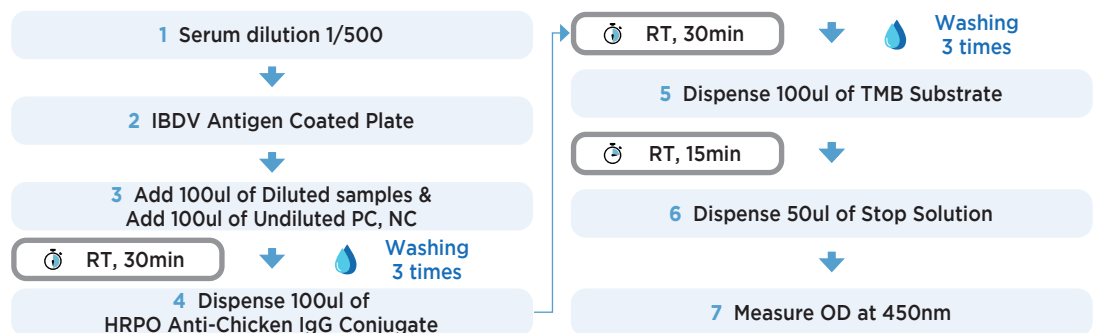 1 Serum dilution 1/500
2 IBDV Antigen Coated Plate
3 Add 100ul of Diluted samples &
Add 100ul of Undiluted PC, NC
RT, 30min
Washing
3 times
4 Dispense 100ul of
HRPO Anti-Chicken IgG Conjugate
RT, 30min
Washing
3 times
5 Dispense 100ul of TMB Substrate
RT, 15min
6 Dispense 50ul of Stop Solution
7 Measure OD at 450nm